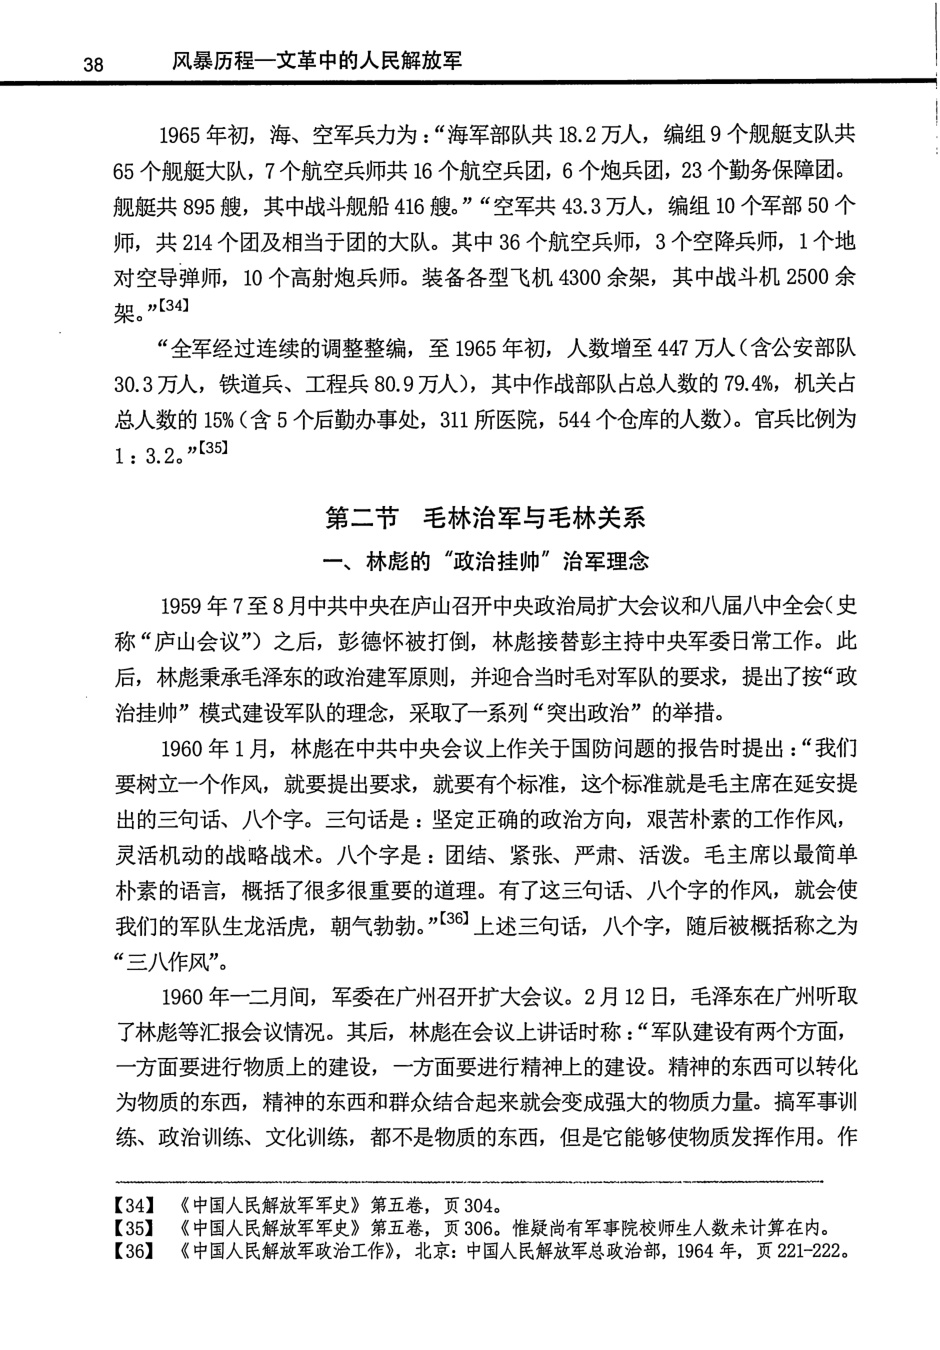 38 风暴历程—文革中的人民解放军
1965 年初，海、空军兵力为：“海军部队共 18.2 万人，编组 9 个舰艇支队共
65 个舰艇大队，7 个航空兵师共 16 个航空兵团，6 个炮兵团，23 个勤务保障团。
舰艇共 895 艘，其中战斗舰船 416 艘。”“空军共 43.3 万人，编组 10 个军部 50 个
师，共 214 个团及相当于团的大队。其中 36 个航空兵师，3 个空降兵师，1 个地
对空导弹师，10 个高射炮兵师。装备各型飞机 4300 余架，其中战斗机 2500 余
架。”【34】
“全军经过连续的调整整编，至 1965 年初，人数增至 447 万人（含公安部队
30.3 万人，铁道兵、工程兵 80.9 万人），其中作战部队占总人数的 79.4%，机关占
总人数的 15%（含 5 个后勤办事处，311 所医院，544 个仓库的人数）。官兵比例为
1：3.2。”【35】
第二节 毛林治军与毛林关系
一、林彪的“政治挂帅”治军理念
1959 年 7 至 8 月中共中央在庐山召开中央政治局扩大会议和八届八中全会（史
称“庐山会议”）之后，彭德怀被打倒，林彪接替彭主持中央军委日常工作。此
后，林彪秉承毛泽东的政治建军原则，并迎合当时毛对军队的要求，提出了按“政
治挂帅”模式建设军队的理念，采取了一系列“突出政治”的举措。
1960 年 1 月，林彪在中共中央会议上作关于国防问题的报告时提出：“我们
要树立一个作风，就要提出要求，就要有个标准，这个标准就是毛主席在延安提
出的三句话、八个字。三句话是：坚定正确的政治方向，艰苦朴素的工作作风，
灵活机动的战略战术。八个字是：团结、紧张、严肃、活泼。毛主席以最简单
朴素的语言，概括了很多很重要的道理。有了这三句话、八个字的作风，就会使
我们的军队生龙活虎，朝气勃勃。”【36】上述三句话，八个字，随后被概括称之为
“三八作风”。
1960 年一二月间，军委在广州召开扩大会议。2 月 12 日，毛泽东在广州听取
了林彪等汇报会议情况。其后，林彪在会议上讲话时称：“军队建设有两个方面，
一方面要进行物质上的建设，一方面要进行精神上的建设。精神的东西可以转化
为物质的东西，精神的东西和群众结合起来就会变成强大的物质力量。搞军事训
练、政治训练、文化训练，都不是物质的东西，但是它能够使物质发挥作用。作
【34】 《中国人民解放军军史》第五卷，页 304。
【35】 《中国人民解放军军史》第五卷，页 306。惟疑尚有军事院校师生人数未计算在内。
【36】 《中国人民解放军政治工作》，北京：中国人民解放军总政治部，1964 年，页 221-222。